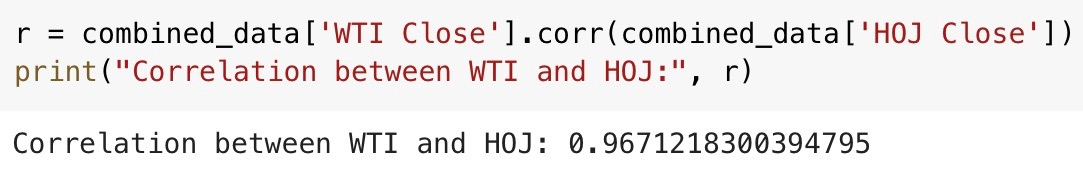 r = combined_data['WTI Close'].corr(combined_data['HOJ Close'])
print("Correlation between WTI and HOJ:", r)
Correlation between WTI and HOJ: 0.9671218300394795